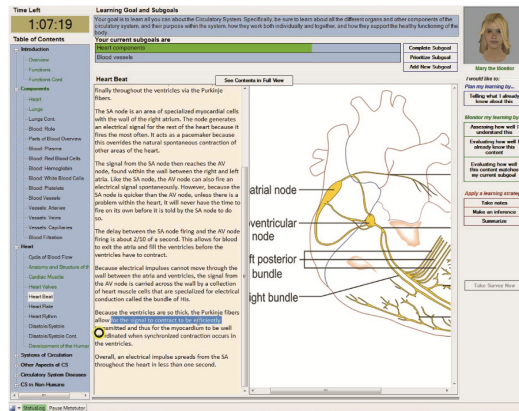 Time Left
1:07:19
Table of Contents
Introduction
Overview
Functions
Functions Cont.
Components
Heart
Lungs
Lungs Cont.
Blood: Role
Parts of Blood Overview
Blood: Plasma
Blood: Red Blood Cells
Blood: Hemoglobin
Blood: White Blood Cells
Blood: Platelets
Blood Vessels
Vessels: Arteries
Vessels: Veins
Vessels: Capillaries
Blood Filtration
Heart
Cycle of Blood Flow
Anatomy and Structure of th
Cardiac Muscle
Heart Valves
Heart Beat
Heart Rate
Heart Rythm
Diastole/Systole
Diastole/Systole Cont.
Development of the Human
Systems of Circulation
Other Aspects of CS
Circulatory System Diseases
CS in Non-Humans
Learning Goal and Subgoals
Your goal is to learn all you can about the Circulatory System. Specifically, be sure to learn about all the different organs and other components of the
circulatory system, and their purpose within the system, how they work both individually and together, and how they support the healthy functioning of the
body.
Your current subgoals are
Heart components
Blood vessels
Complete Subgoal
Prioritize Subgoal
Add New Subgoal
Heart Beat
See Contents in Full View
finally throughout the ventricles via the Purkinje
fibers.
The SA node is an area of specialized myocardial cells
with the wall of the right atrium. The node generates
an electrical signal for the rest of the heart because it
fires the most often. It acts as a pacemaker because
this overrides the natural spontaneous contraction of
other areas of the heart.
The signal from the SA node then reaches the AV
node, found within the wall between the right and left
atria. Like the SA node, the AV node can also fire an
electrical signal spontaneously. However, because the
SA node is quicker than the AV node, unless there is a
problem within the heart, it will never have the time to
fire on its own before it is told by the SA node to do
so.
The delay between the SA node firing and the AV node
firing is about 2/10 of a second. This allows for blood
to exit the atria and fill the ventricles before the
ventricles have to contract.
Because electrical impulses cannot move through the
wall between the atria and ventricles, the signal from
the AV node is carried across the wall by a collection
of heart muscle cells that are specialized for electrical
conduction called the bundle of His.
Because the ventricles are so thick, the Purkinje fibers
allow for the signal to contract to be efficiently
mitted and thus for the myocardium to be well
dinated when synchronized contraction occurs in
the ventricles.
Overall, an electrical impulse spreads from the SA
throughout the heart in less than one second.
atrial node
ventricular
node
ft posterior
bundle
ight bundle
Mary the Monitor
I would like to:
Plan my learning by...
Telling what I already
know about this
Monitor my learning by
Assessing how well I
understand this
Evaluating how well I
already know this
content
Evaluating how well
this content matches
my current subgoal
Apply a learning strateg
Take notes
Make an inference
Summarize
Take Survey Now
StatusLog
Pause Metatutor